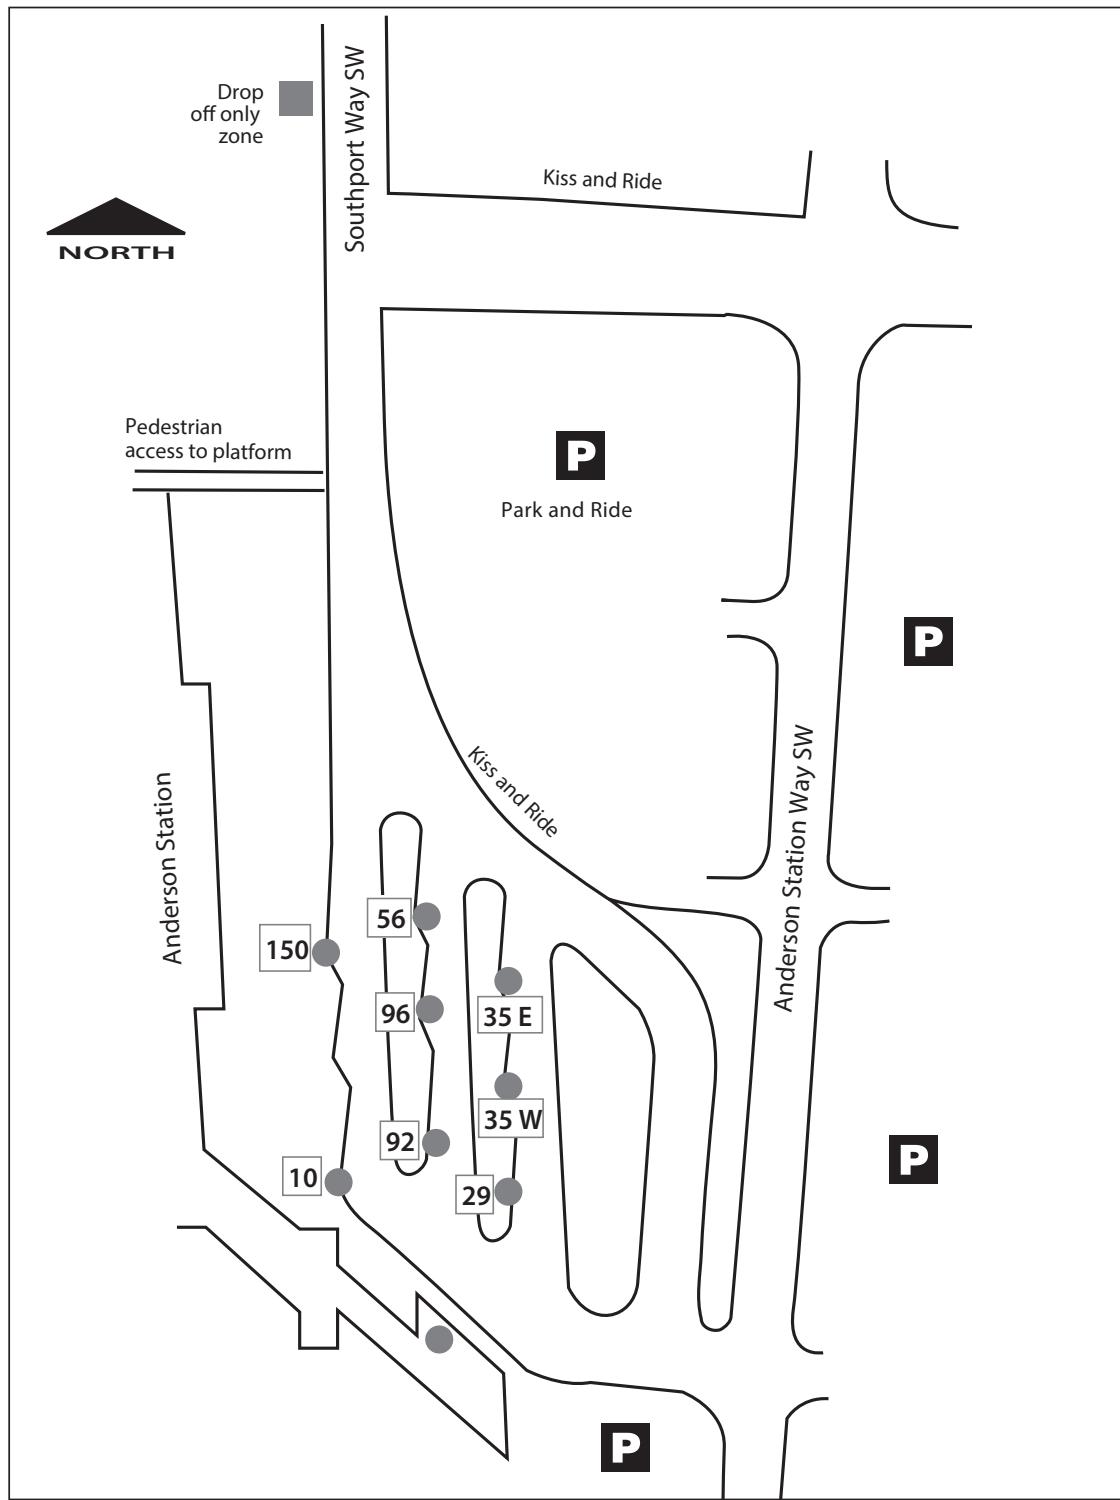 Drop
off only
zone
Southport Way SW
Kiss and Ride
NORTH
Pedestrian
access to platform
P
Park and Ride
P
Kiss and Ride
Anderson Station
Anderson Station Way SW
56
150
96
35 E
35 W
92
10
29
P
P